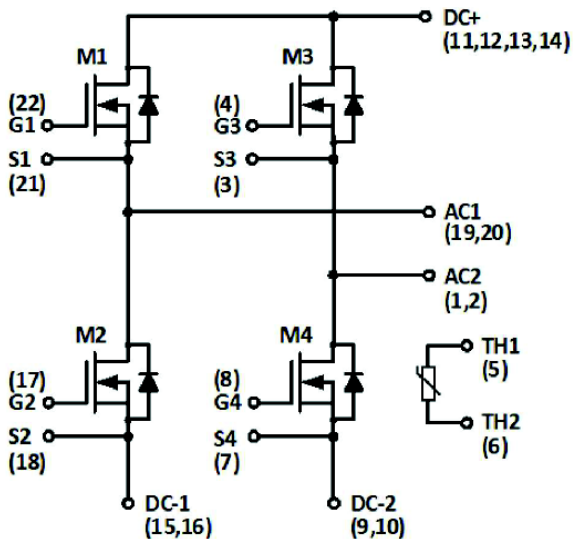 DC+
(11,12,13,14)
M1
M3
(22)
G1
(4)
G3
S1
(21)
S3
(3)
AC1
(19,20)
AC2
(1,2)
M2
M4
(17)
G2
(8)
G4
TH1
(5)
S2
(18)
S4
(7)
TH2
(6)
DC-1
(15,16)
DC-2
(9,10)